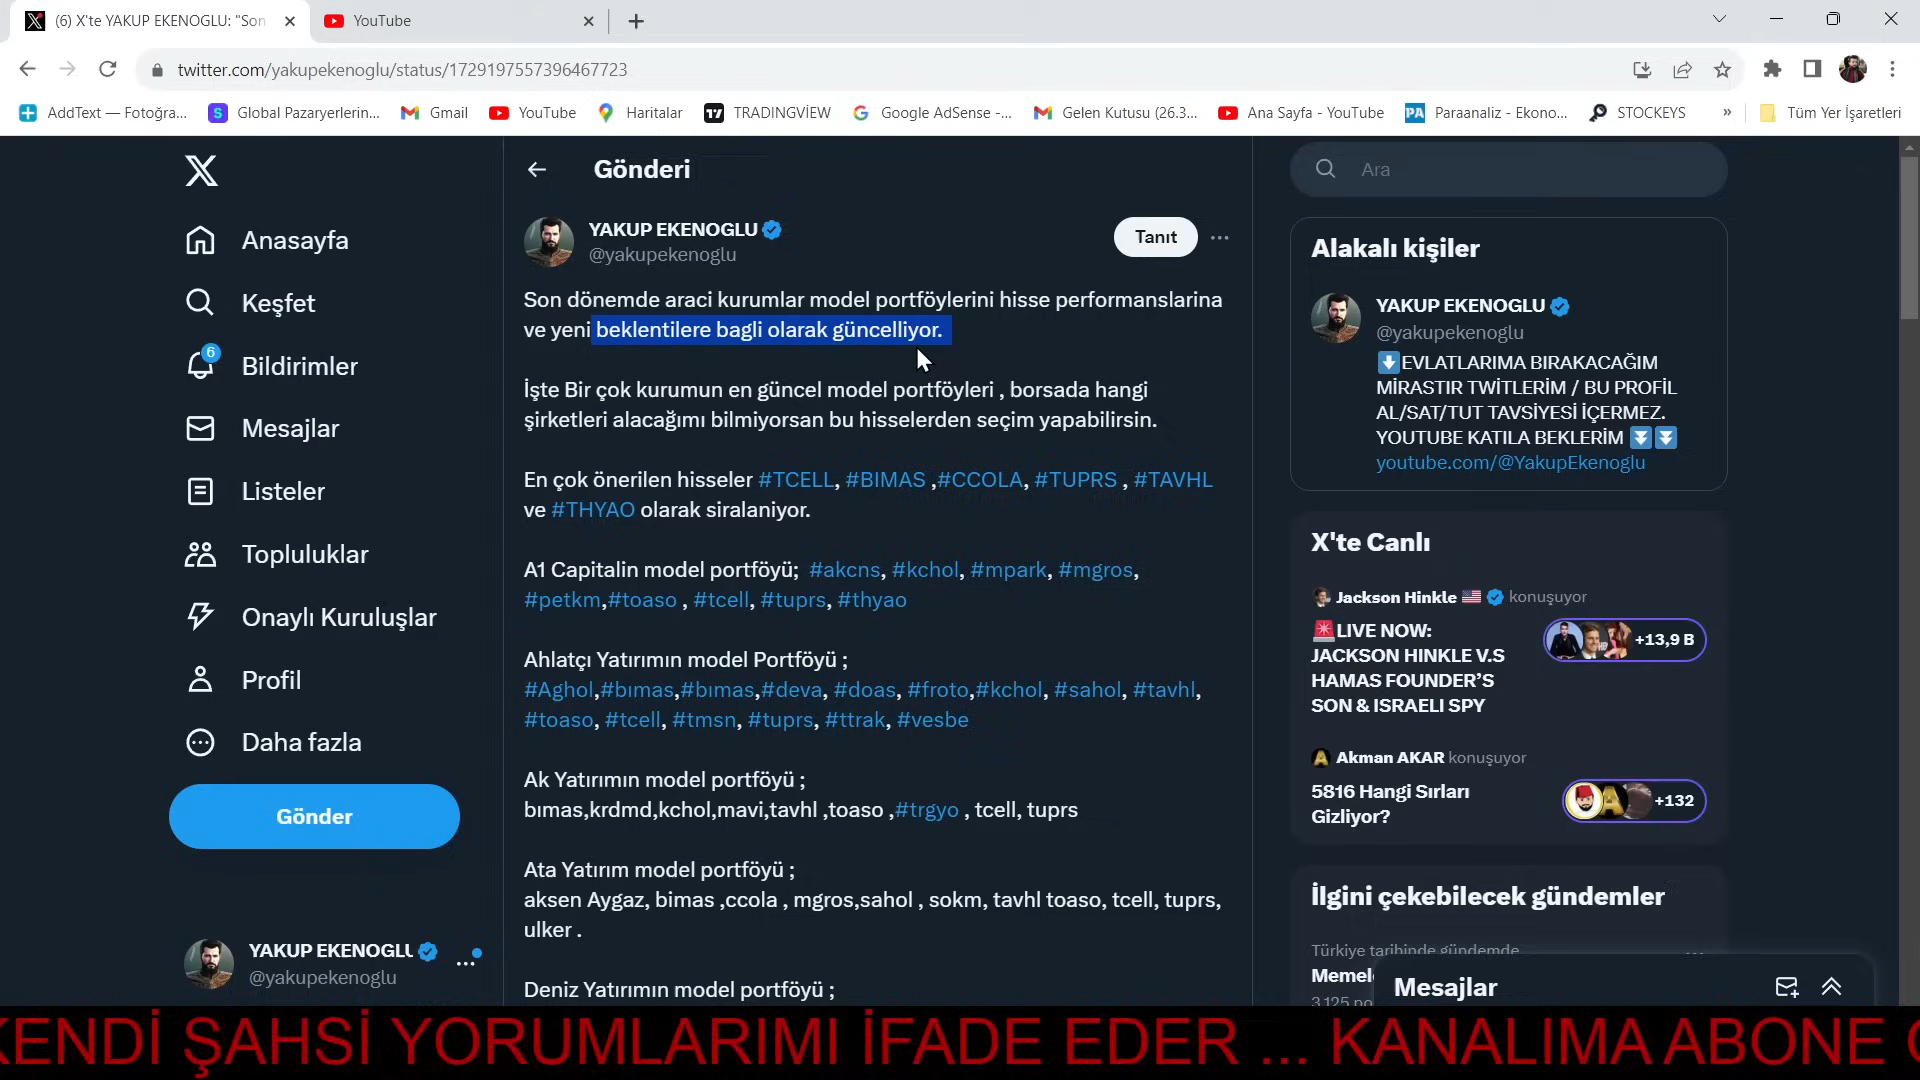 (6) X'te YAKUP EKENOGLU: "Son
YouTube
twitter.com/yakupekenoglu/status/1729197557396467723
AddText — Fotoğra...
Global Pazaryerlerin...
Gmail
YouTube
Haritalar
TRADINGVİEW
Google AdSense -...
Gelen Kutusu (26.3...
Ana Sayfa - YouTube
Paraanaliz - Ekono...
STOCKEYS
»
Tüm Yer İşaretleri
Anasayfa
Keşfet
6
Bildirimler
Mesajlar
Listeler
Topluluklar
Onaylı Kuruluşlar
Profil
Daha fazla
Gönder
YAKUP EKENOGLU
@yakupekenoglu
Gönderi
YAKUP EKENOGLU
@yakupekenoglu
Tanıt
Son dönemde araci kurumlar model portföylerini hisse performanslarina
ve yeni beklentilere bagli olarak güncelliyor.
İşte Bir çok kurumun en güncel model portföyleri , borsada hangi
şirketleri alacağımı bilmiyorsan bu hisselerden seçim yapabilirsin.
En çok önerilen hisseler #TCELL, #BIMAS ,#CCOLA, #TUPRS , #TAVHL
ve #THYAO olarak siralaniyor.
A1 Capitalin model portföyü; #akcns, #kchol, #mpark, #mgros,
#petkm,#toaso , #tcell, #tuprs, #thyao
Ahlatçı Yatırımın model Portföyü ;
#Aghol,#bımas,#bımas,#deva, #doas, #froto,#kchol, #sahol, #tavhl,
#toaso, #tcell, #tmsn, #tuprs, #ttrak, #vesbe
Ak Yatırımın model portföyü ;
bımas,krdmd,kchol,mavi,tavhl ,toaso ,#trgyo , tcell, tuprs
Ata Yatırım model portföyü ;
aksen Aygaz, bimas ,ccola , mgros,sahol , sokm, tavhl toaso, tcell, tuprs,
ulker .
Deniz Yatırımın model portföyü ;
Ara
Alakalı kişiler
YAKUP EKENOGLU
@yakupekenoglu
EVLATLARIMA BIRAKACAĞIM
MİRASTIR TWİTLERİM / BU PROFİL
AL/SAT/TUT TAVSİYESİ İÇERMEZ.
YOUTUBE KATILA BEKLERİM
youtube.com/@YakupEkenoglu
X'te Canlı
Jackson Hinkle konuşuyor
LIVE NOW:
JACKSON HINKLE V.S
HAMAS FOUNDER'S
SON & ISRAELI SPY
+13,9 B
Akman AKAR konuşuyor
5816 Hangi Sırları
Gizliyor?
+132
İlgini çekebilecek gündemler
Türkiye tarihinde gündemde
Mesajlar
KENDİ ŞAHSİ YORUMLARIMI İFADE EDER ... KANALIMA ABONE